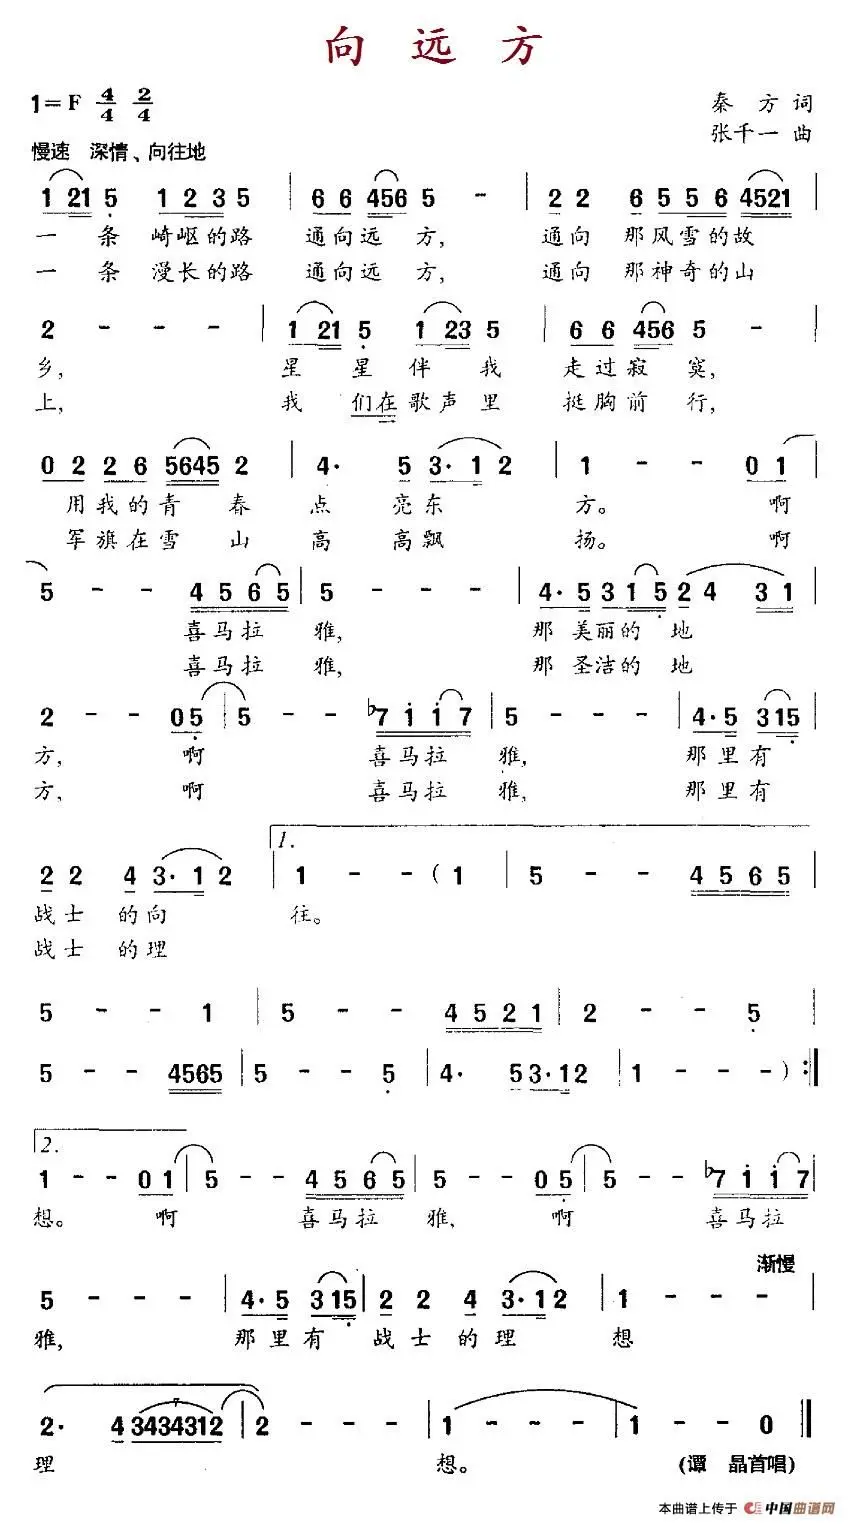 向 远 方
1=F 4/4 2/4
秦 方 词
张千一 曲
慢速 深情、向往地
1 21 5 1 2 3 5 | 6 6 456 5 - | 2 2 6 5 5 6 4521 |
一 条 崎岖的路 通向远 方, 通向 那风雪的故
一 条 漫长的路 通向远 方, 通向 那神奇的山
2 - - - | 1 21 5 1 23 5 | 6 6 456 5 - |
乡, 星 星 伴 我 走过寂 寞,
上, 我 们在歌声里 挺胸前 行,
0 2 2 6 5645 2 | 4· 5 3·1 2 | 1 - - 0 1 |
用我的青 春 点 亮东 方。 啊
军旗在雪 山 高 高飘 扬。 啊
5 - - 4 5 6 5 | 5 - - - | 4·5 3 1 5 2 4 3 1 |
喜马拉 雅, 那 美丽的 地
喜马拉 雅, 那 圣洁的 地
2 - - 0 5 | 5 - - ♭7 1 1 7 | 5 - - - | 4·5 315 |
方, 啊 喜马拉 雅, 那里有
方, 啊 喜马拉 雅, 那里有
1.
2 2 4 3·1 2 | 1 - - (1 | 5 - - 4 5 6 5 |
战士 的向 往。
战士 的理
5 - - 1 | 5 - - 4 5 2 1 | 2 - - 5 |
5 - - 4565 | 5 - - 5 | 4· 5 3·1 2 | 1 - - - ) :‖
2.
1 - - 0 1 | 5 - - 4 5 6 5 | 5 - - 0 5 | 5 - - ♭7 1 1 7 |
想。 啊 喜马拉 雅, 啊 喜马拉
渐慢
5 - - - | 4·5 315 | 2 2 4 3·1 2 | 1 - - - |
雅, 那里有 战士的理 想
7
2· 4 3434312 | 2 - - - | 1 - - - | 1 - - 0 ‖
理 想。 (谭 晶首唱)
本曲谱上传于 中国曲谱网